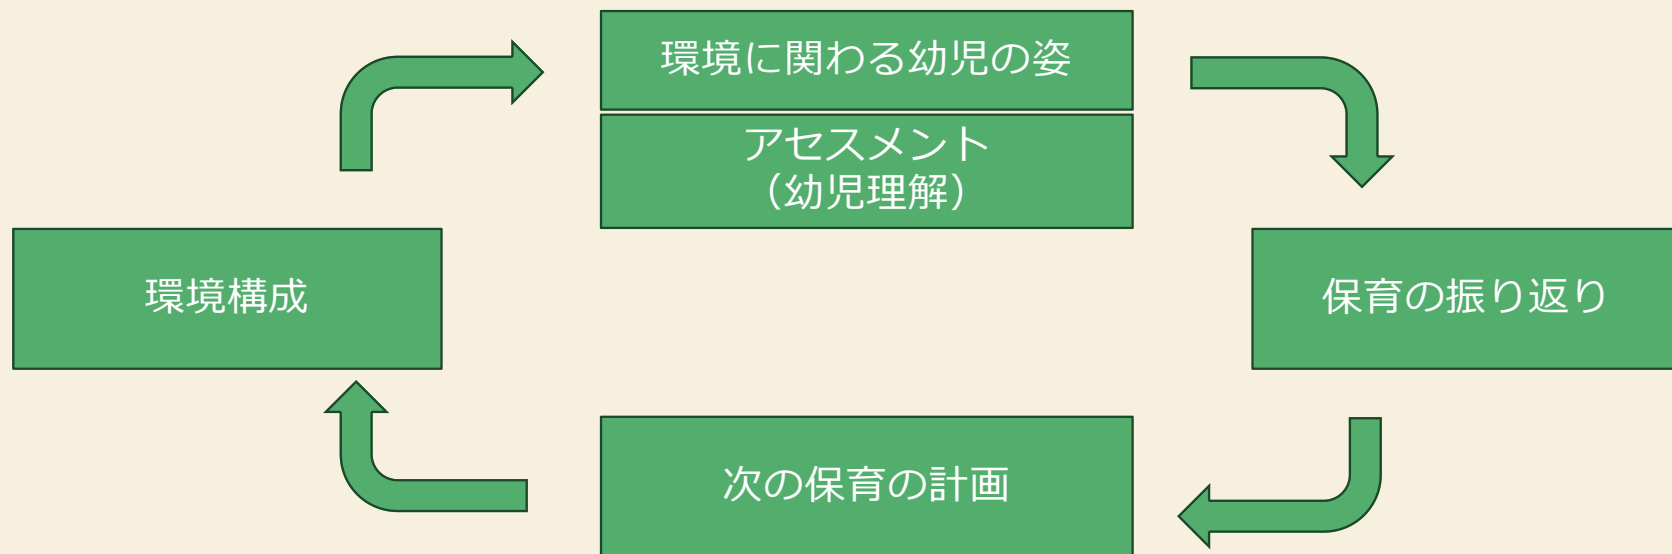 環境に関わる幼児の姿
アセスメント
（幼児理解）
環境構成
保育の振り返り
次の保育の計画